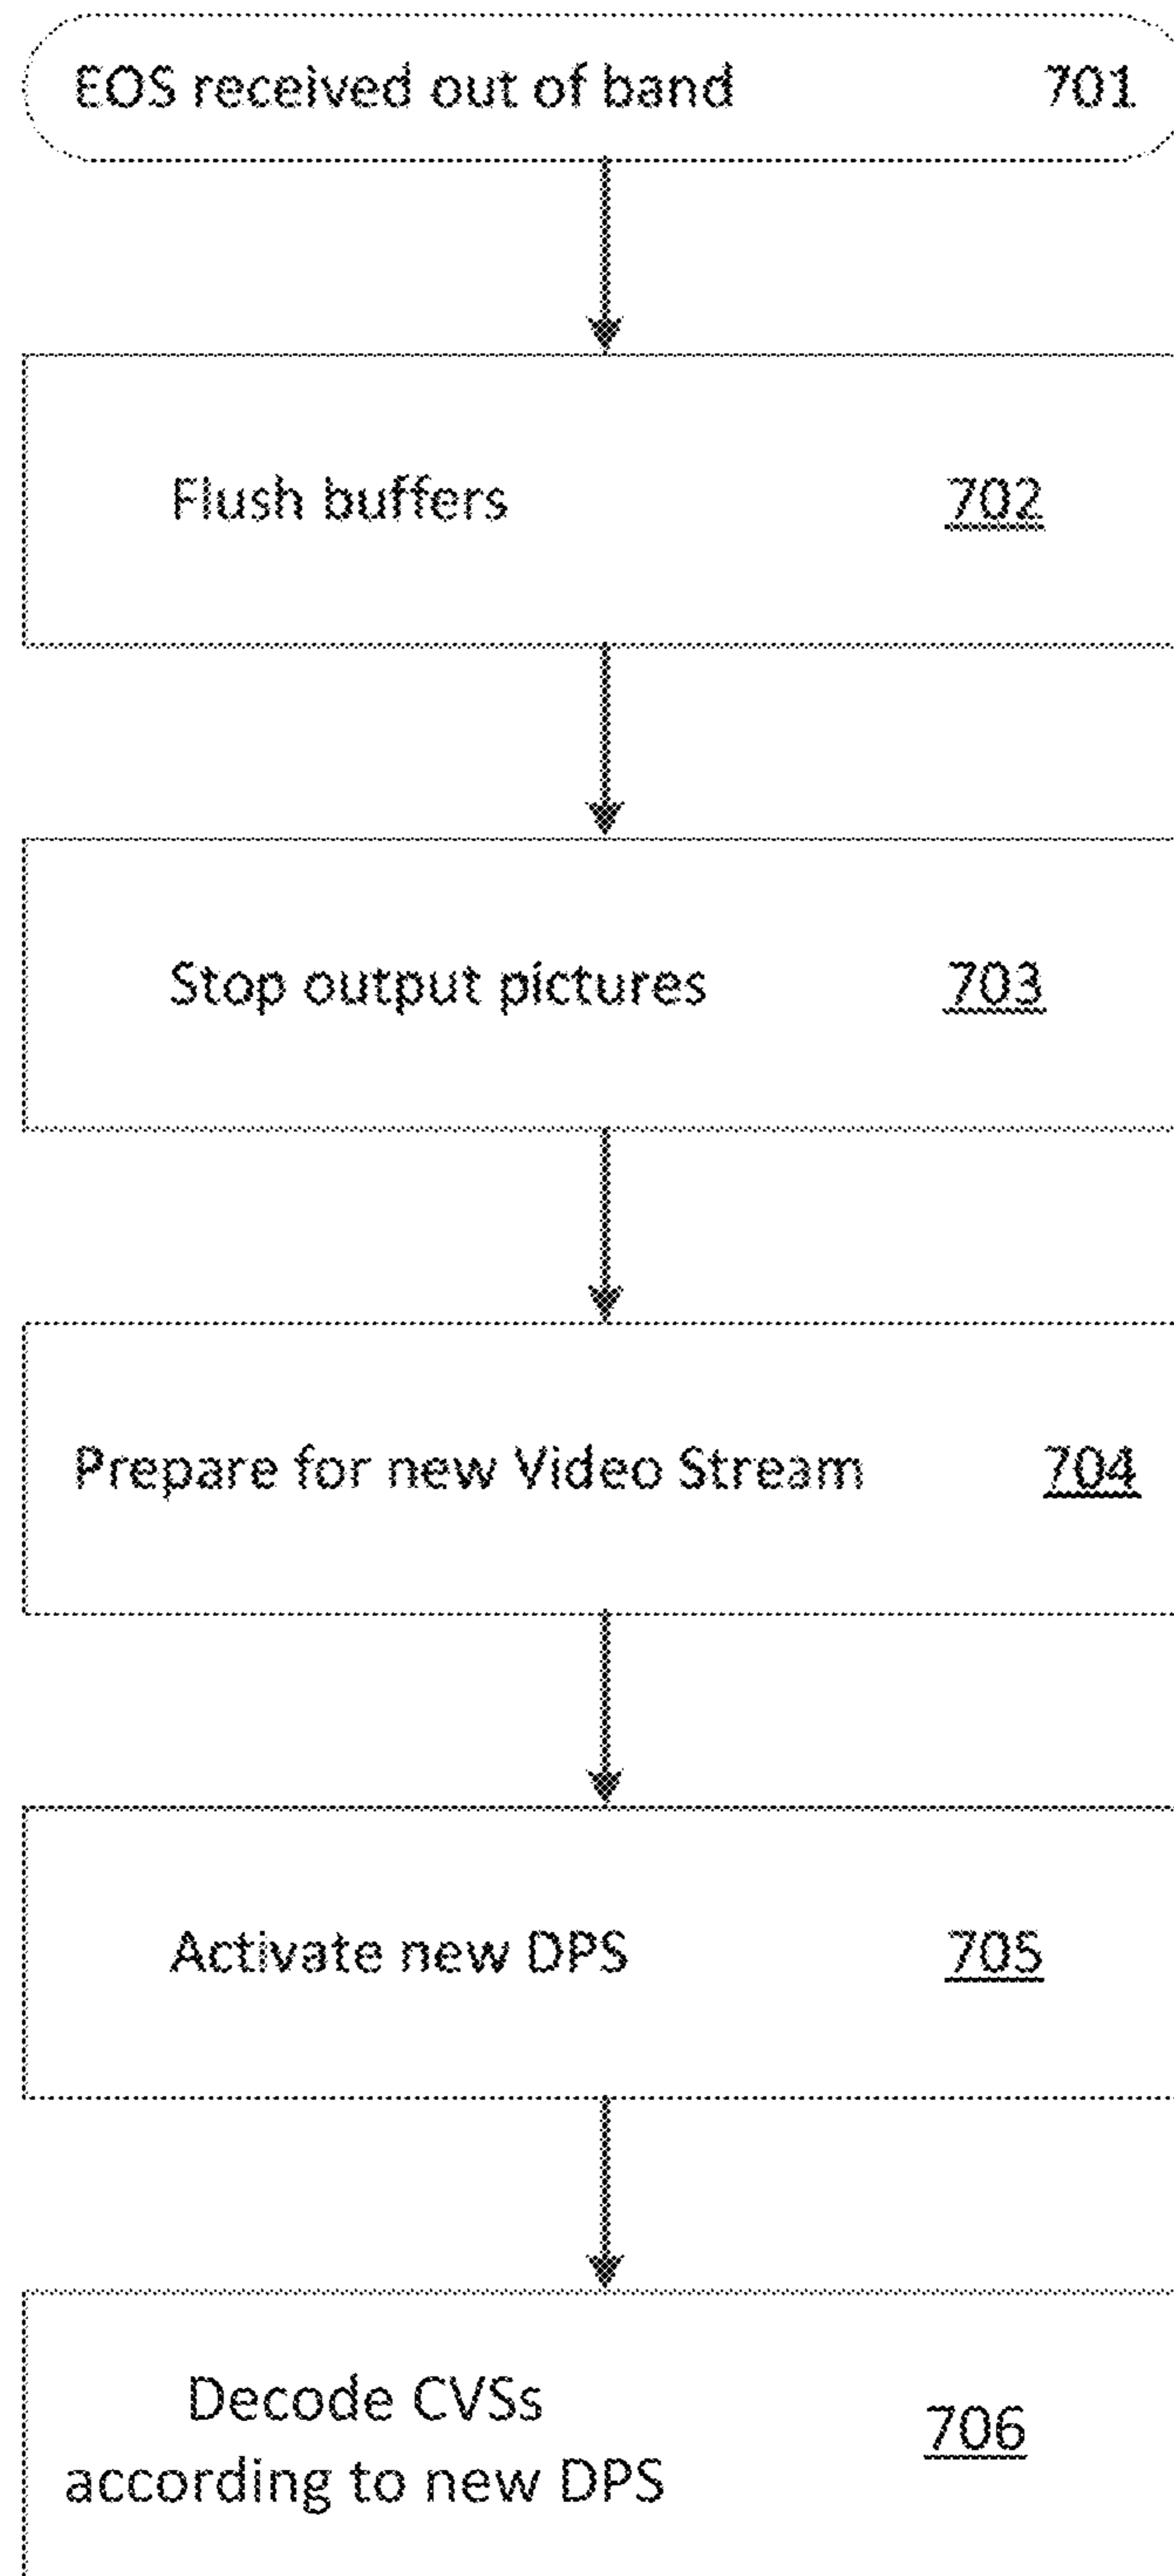 EOS received out of band 701
Flush buffers 702
Stop output pictures 703
Prepare for new Video Stream 704
Activate new DPS 705
Decode CVSs
according to new DPS 706